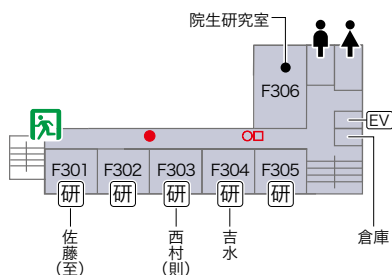 院生研究室
F306
EV
F301
F302
F303
F304
F305
研
研
研
研
研
佐藤(至)
西村(則)
吉水
倉庫